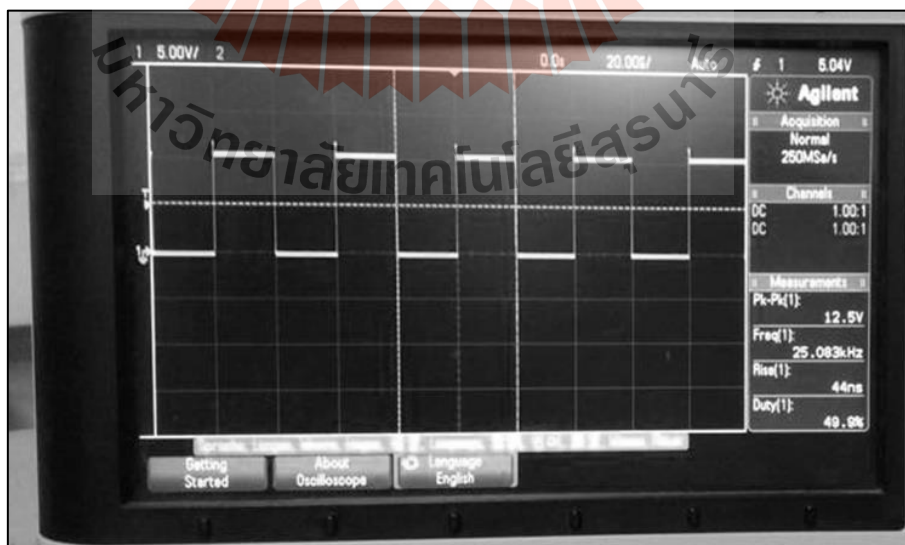 1 5.00V/ 2 0.0s 20.00s/ Auto 1 5.04V
Agilent
Acquisition
Normal
250MSa/s
Channels
DC 1.00:1
DC 1.00:1
Measurements
Pk-Pk(1):
12.5V
Freq(1):
25.083kHz
Rise(1):
44ns
Duty(1):
49.9%
มหาวิทยาลัยเทคโนโลยีสุรนารี
Getting
Started
About
Oscilloscope
Language
English